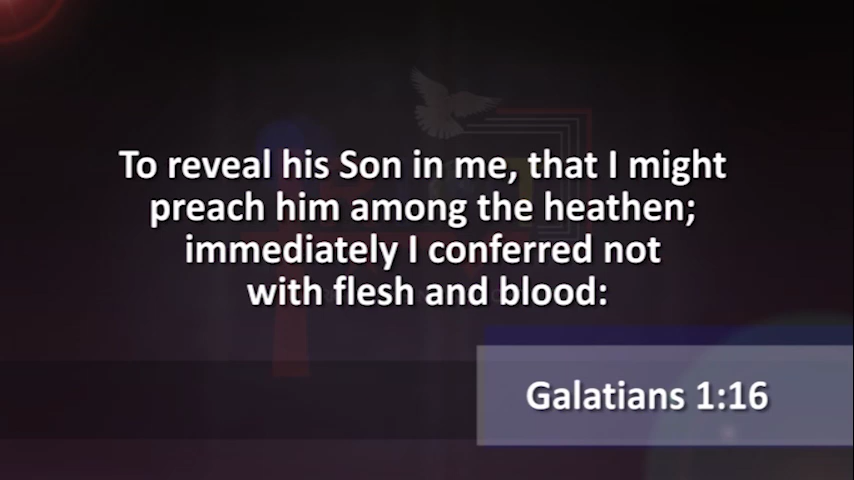 To reveal his Son in me, that I might
preach him among the heathen;
immediately I conferred not
with flesh and blood:
Galatians 1:16